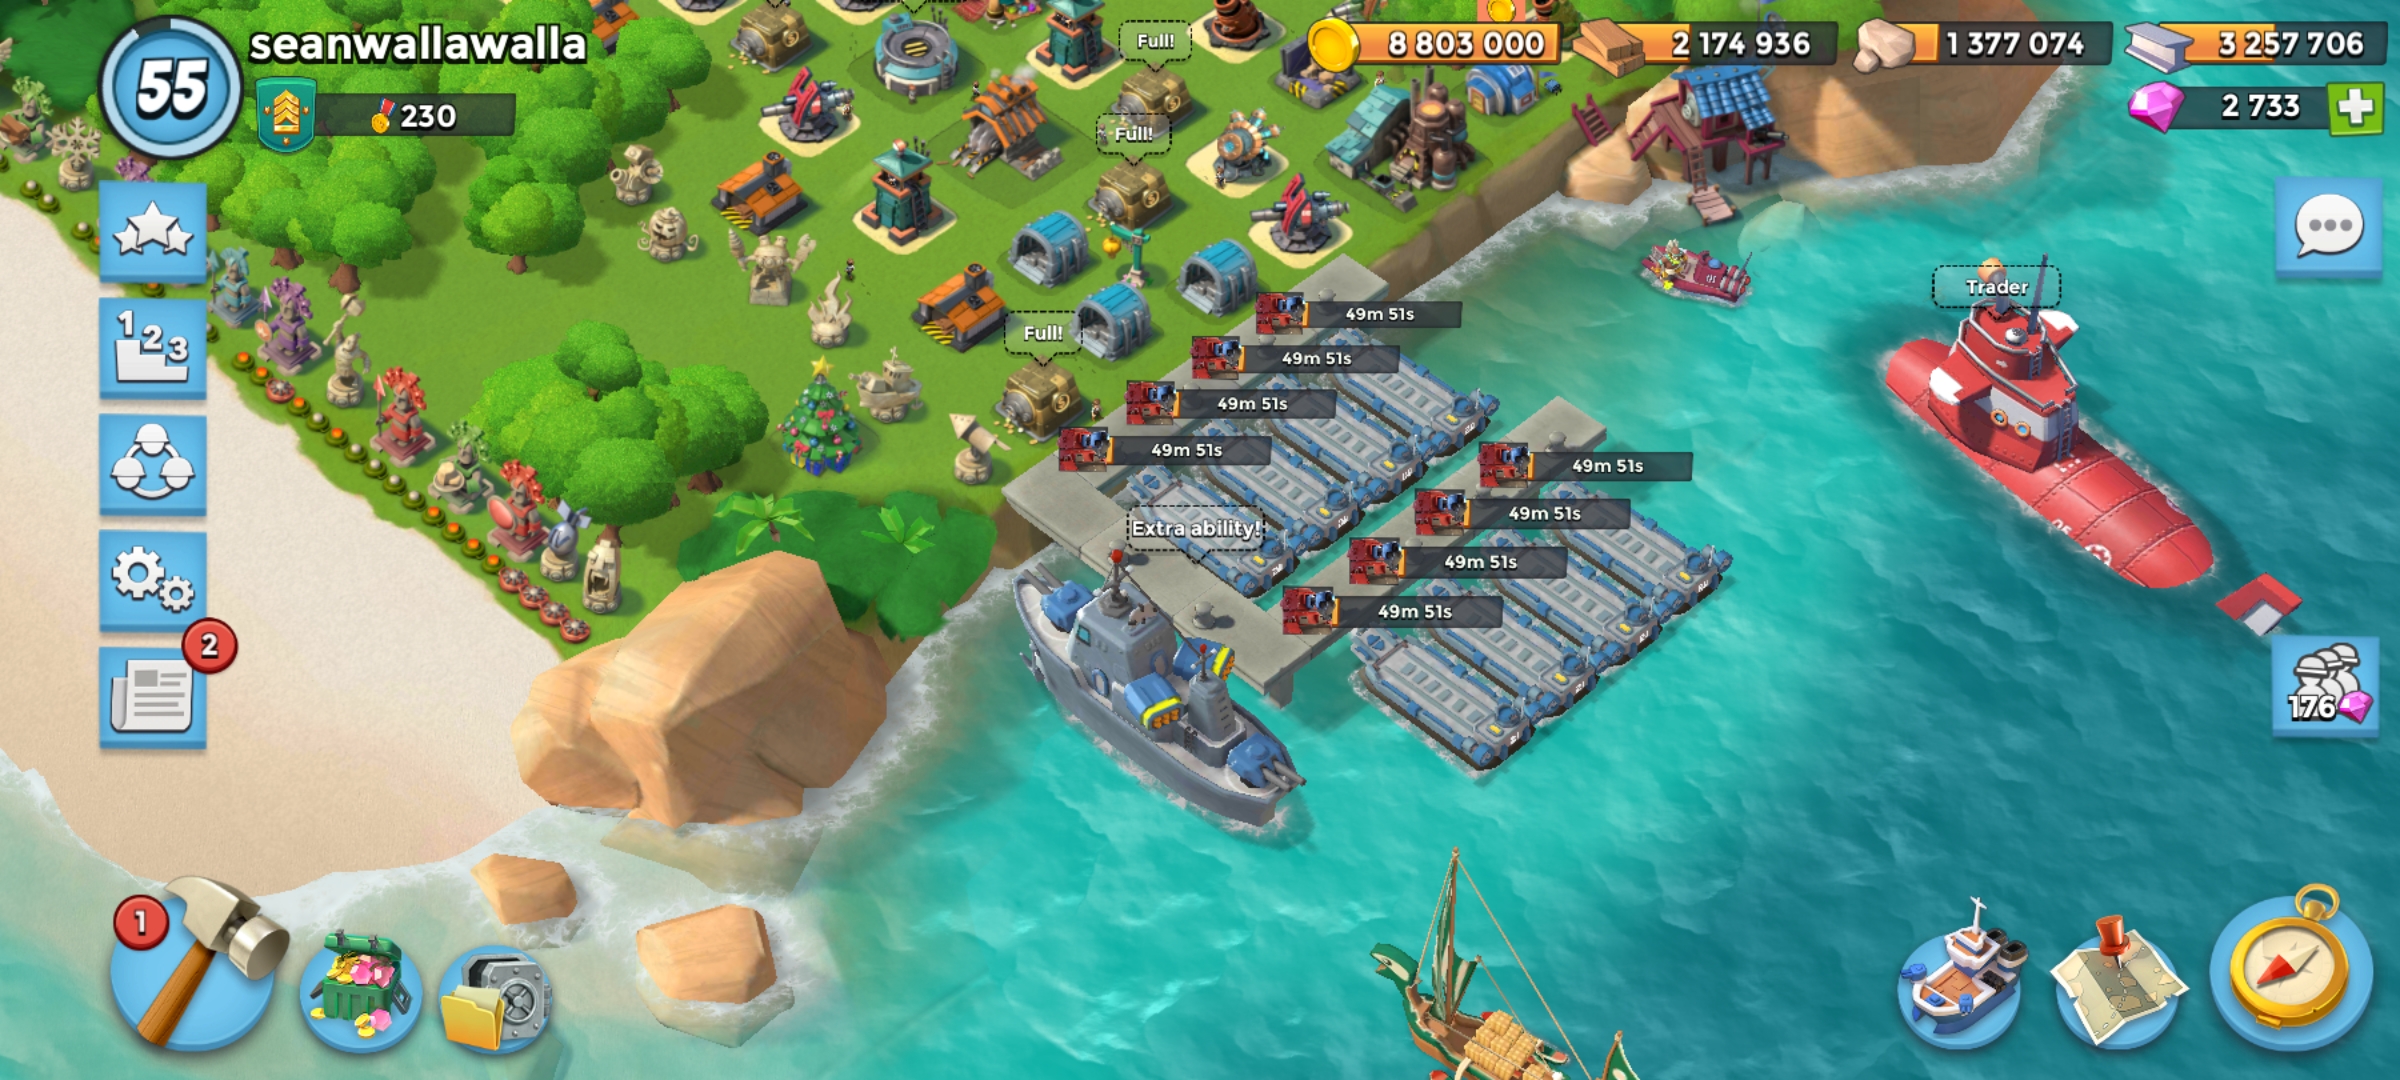 55
seanwallawalla
230
8 803 000
2 174 936
1 377 074
3 257 706
2 733
Full!
Full!
Trader
49m 51s
49m 51s
Full!
49m 51s
49m 51s
49m 51s
49m 51s
Extra ability!
49m 51s
49m 51s
123
2
176
1